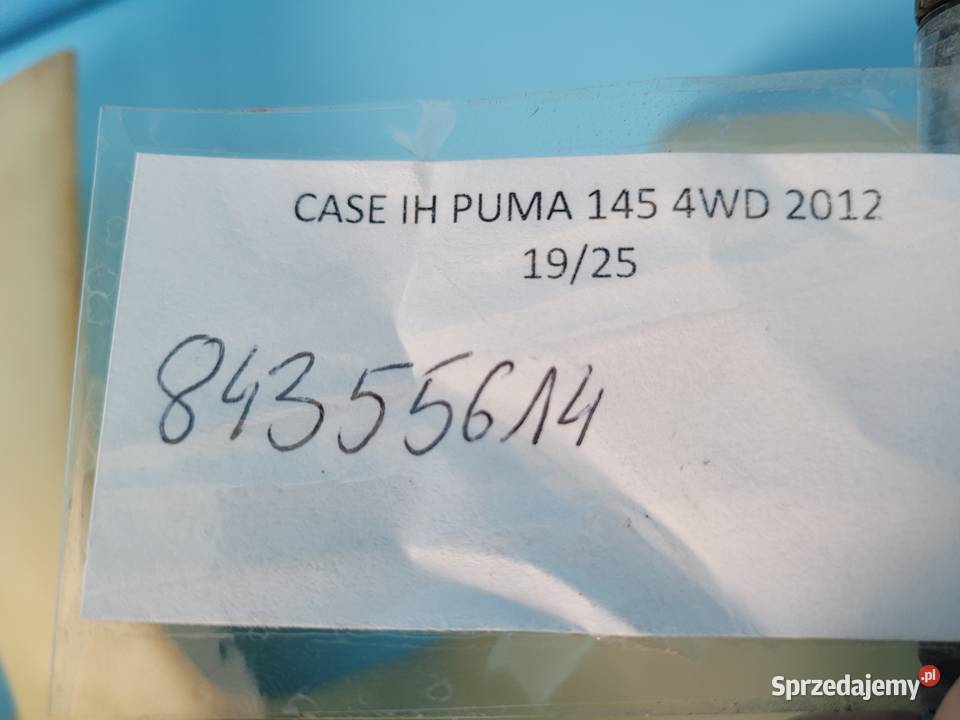 CASE IH PUMA 145 4WD 2012
19/25
84355614
Sprzedajemy.pl